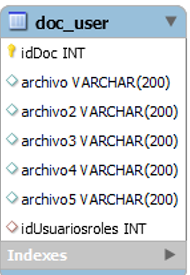 doc_user
idDoc INT
archivo VARCHAR(200)
archivo2 VARCHAR(200)
archivo3 VARCHAR(200)
archivo4 VARCHAR(200)
archivo5 VARCHAR(200)
idUsuariosroles INT
Indexes